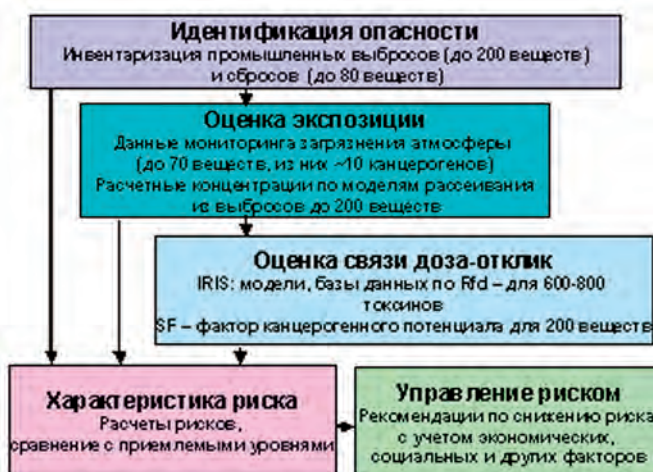 Идентификация опасности
Инвентаризация промышленных выбросов (до 200 веществ)
и сбросов (до 80 веществ)
Оценка экспозиции
Данные мониторинга загрязнения атмосферы
(до 70 веществ, из них ~10 канцерогенов)
Расчетные концентрации по моделям рассеивания
из выбросов до 200 веществ
Оценка связи доза-отклик
IRIS: модели, базы данных по Rfd – для 600-800
токсинов
SF – фактор канцерогенного потенциала для 200 веществ
Характеристика риска
Расчеты рисков,
сравнение с приемлемыми уровнями
Управление риском
Рекомендации по снижению риска
с учетом экономических,
социальных и других факторов